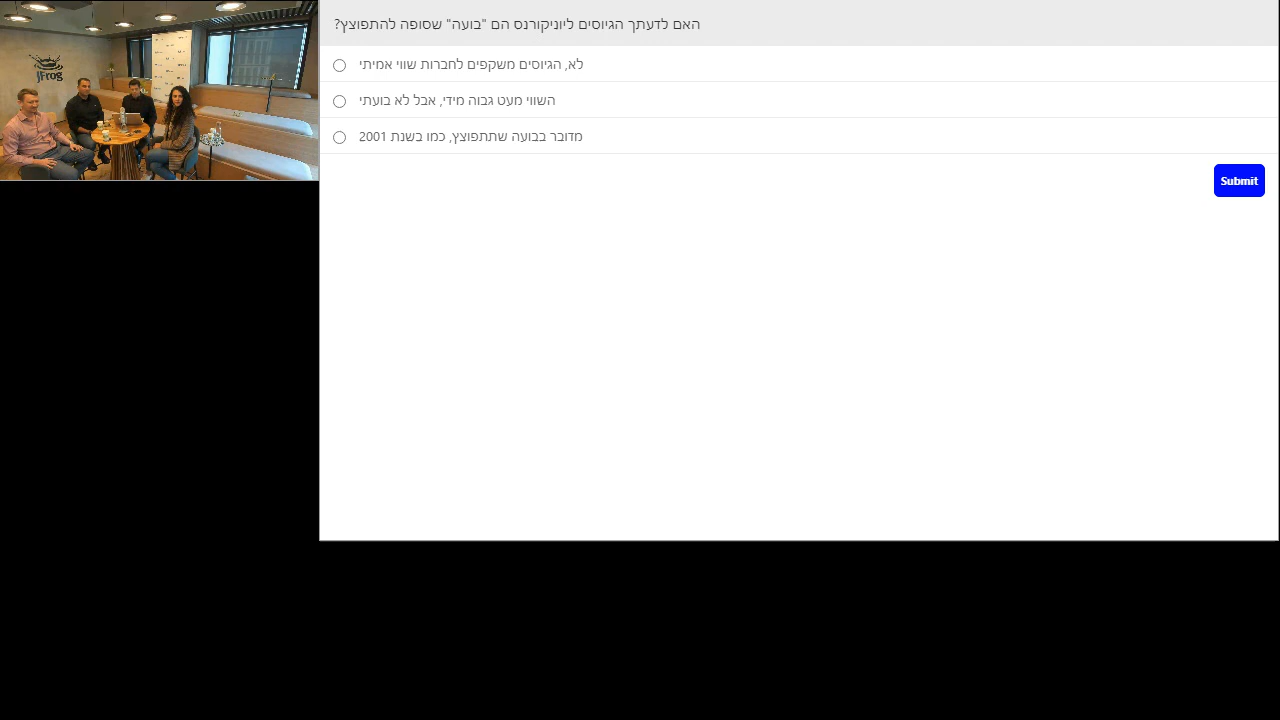 JFrog
האם לדעתך הגיוסים ליוניקורנס הם "בועה" שסופה להתפוצץ?
לא, הגיוסים משקפים לחברות שווי אמיתי
השווי מעט גבוה מידי, אבל לא בועתי
מדובר בבועה שתתפוצץ, כמו בשנת 2001
Submit